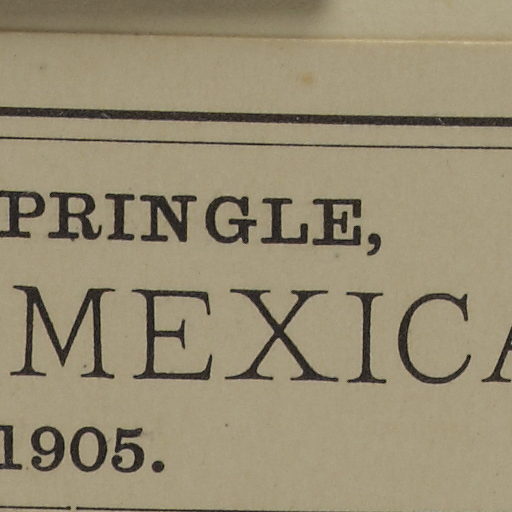 PRINGLE,
MEXICA
1905.